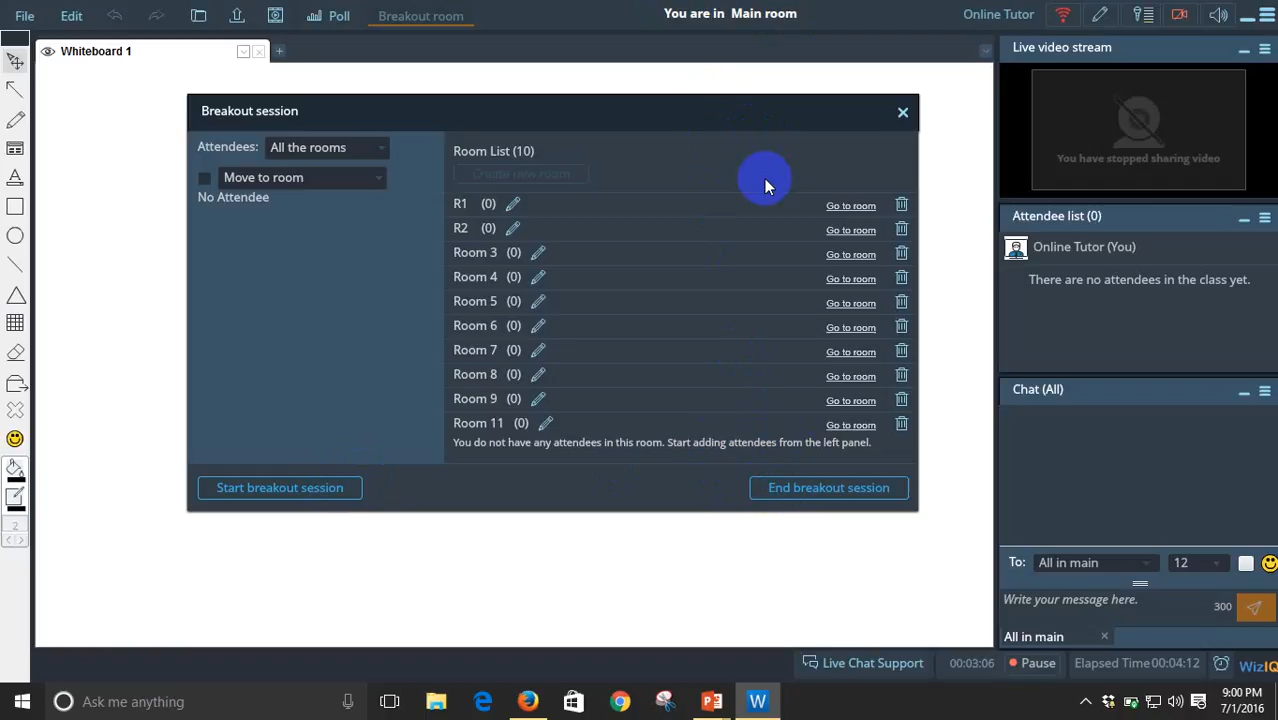 File Edit Poll Breakout room You are in Main room Online Tutor
Whiteboard 1
Live video stream
You have stopped sharing video
Breakout session
Attendees: All the rooms
Move to room
No Attendee
Room List (10)
Create new room
R1 (0) Go to room
R2 (0) Go to room
Room 3 (0) Go to room
Room 4 (0) Go to room
Room 5 (0) Go to room
Room 6 (0) Go to room
Room 7 (0) Go to room
Room 8 (0) Go to room
Room 9 (0) Go to room
Room 11 (0) Go to room
You do not have any attendees in this room. Start adding attendees from the left panel.
Start breakout session End breakout session
Attendee list (0)
Online Tutor (You)
There are no attendees in the class yet.
Chat (All)
To: All in main 12
Write your message here. 300
All in main
2
Live Chat Support 00:03:06 Pause Elapsed Time 00:04:12 WizIQ
Ask me anything
9:00 PM
7/1/2016